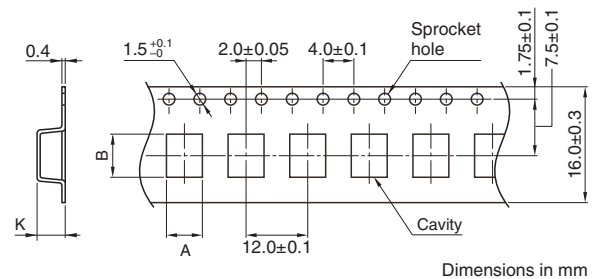 0.4
1.5 +0.1 −0
2.0±0.05
4.0±0.1
Sprocket
hole
1.75±0.1
7.5±0.1
16.0±0.3
B
K
A
12.0±0.1
Cavity
Dimensions in mm